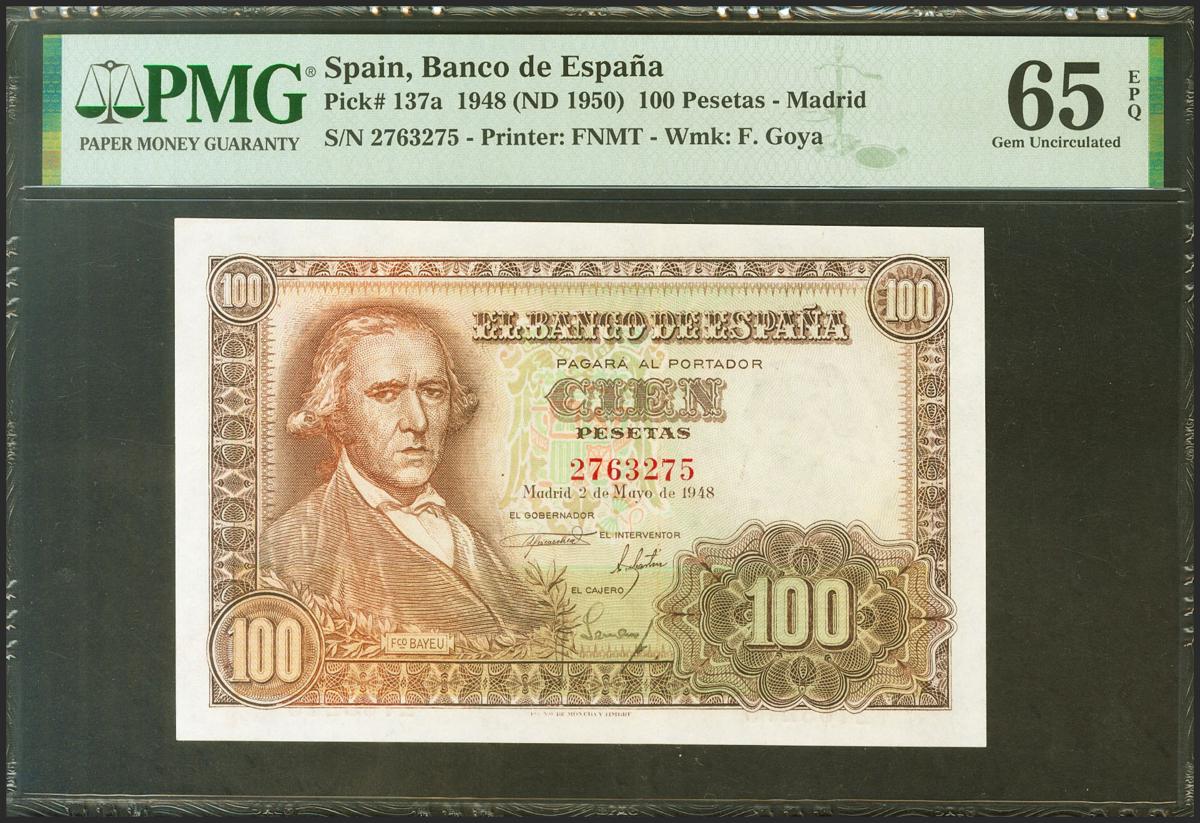 PMG®
PAPER MONEY GUARANTY
Spain, Banco de España
Pick# 137a 1948 (ND 1950) 100 Pesetas - Madrid
S/N 2763275 - Printer: FNMT - Wmk: F. Goya
65
EPQ
Gem Uncirculated
100
100
EL BANCO DE ESPAÑA
PAGARÁ AL PORTADOR
CIEN
PESETAS
2763275
Madrid 2 de Mayo de 1948
EL GOBERNADOR
EL INTERVENTOR
EL CAJERO
100
100
FCO BAYEU